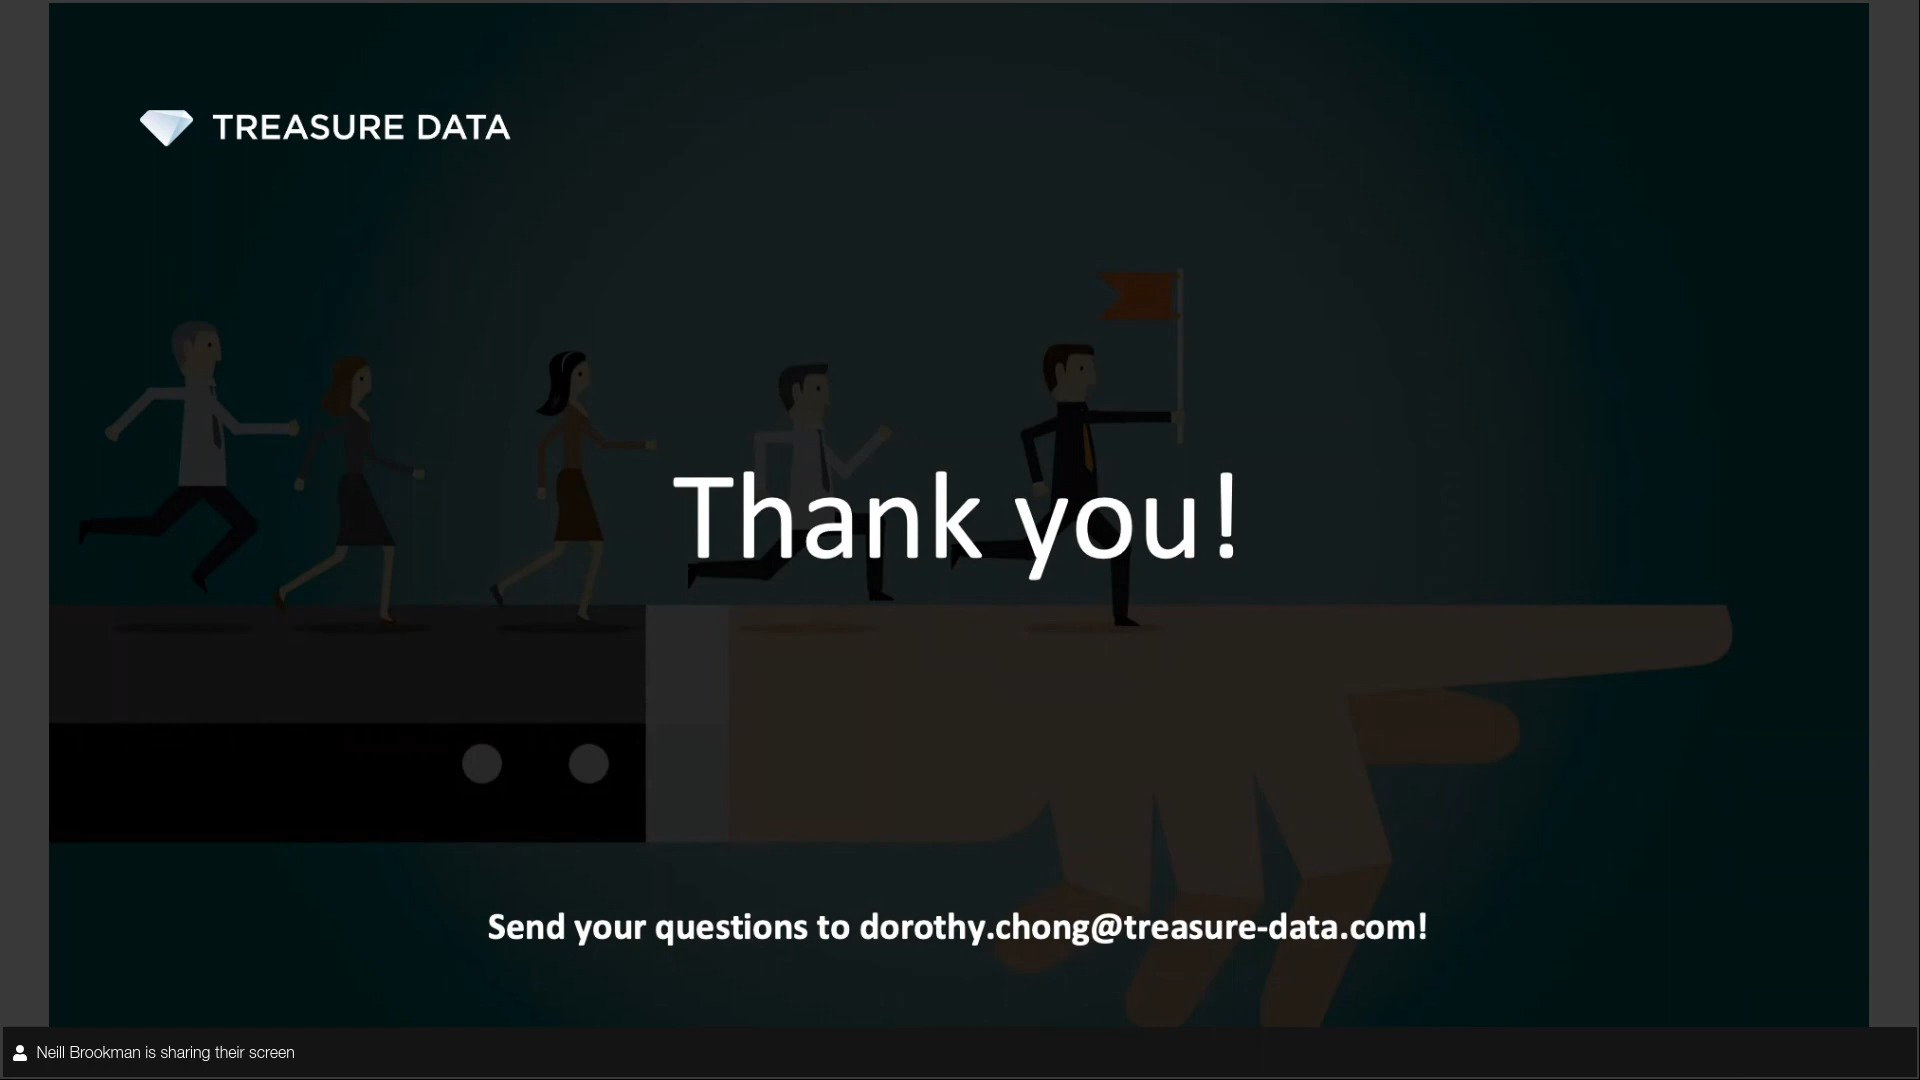 TREASURE DATA
Thank you!
Send your questions to dorothy.chong@treasure-data.com!
Neill Brookman is sharing their screen